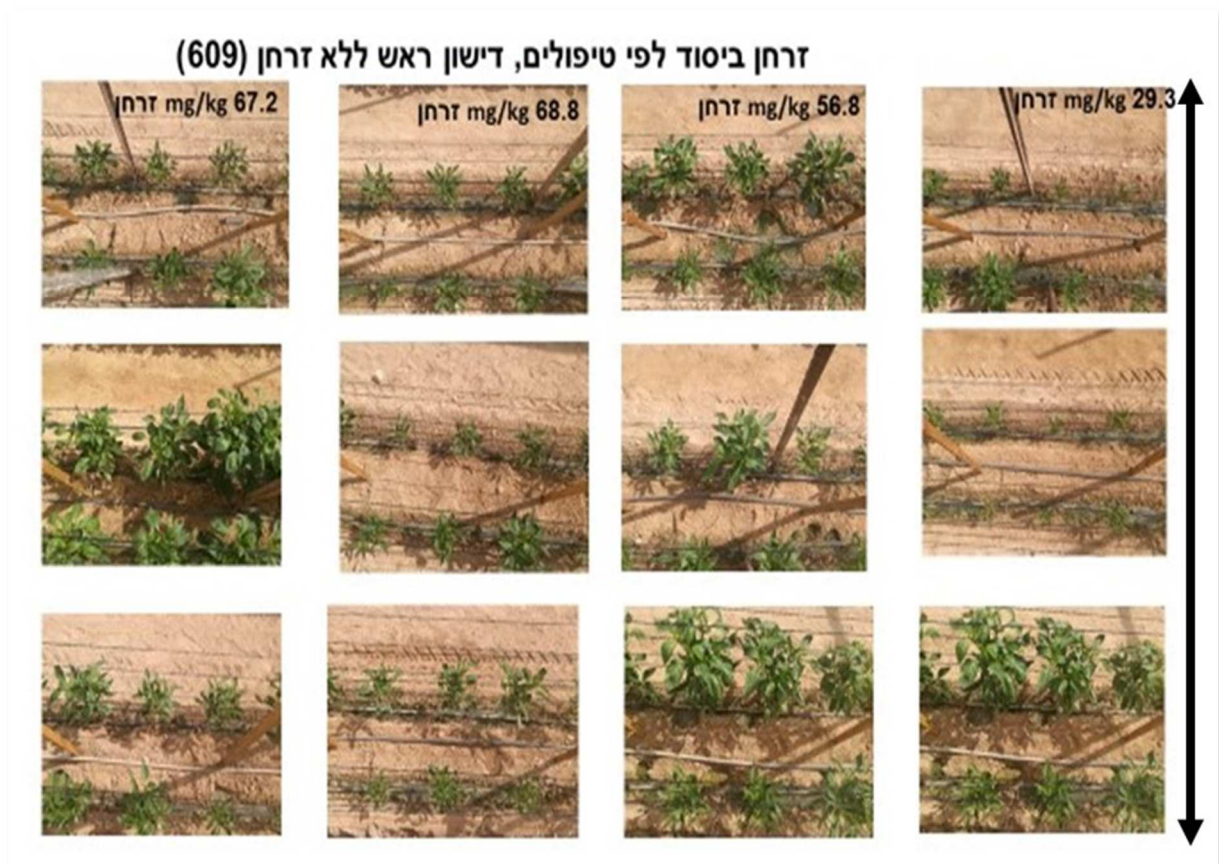 זרחן ביסוד לפי טיפולים, דישון ראש ללא זרחן (609)
29.3 mg/kg זרחן
56.8 mg/kg זרחן
68.8 mg/kg זרחן
67.2 mg/kg זרחן